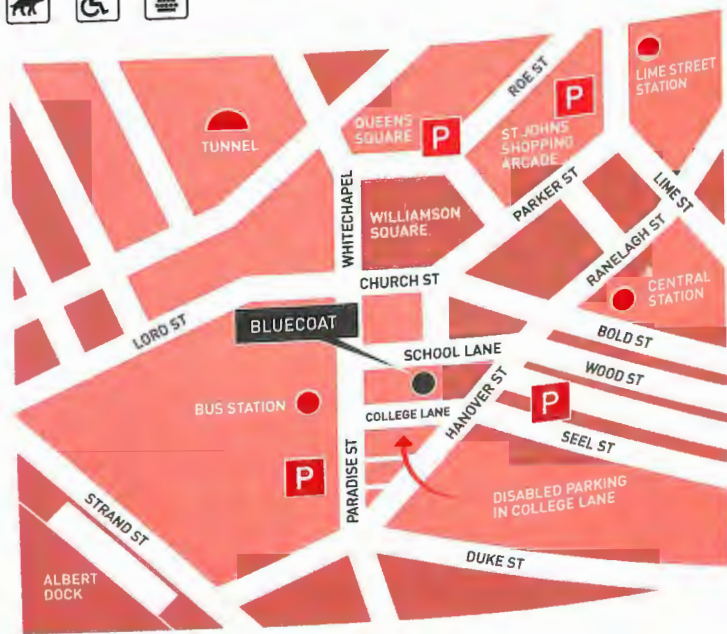 ROE ST
LIME STREET
STATION
P
QUEENS
SQUARE
P
ST JOHNS
SHOPPING
ARCADE
TUNNEL
WHITECHAPEL
PARKER ST
LIME ST
WILLIAMSON
SQUARE
RANELAGH ST
CHURCH ST
CENTRAL
STATION
LORD ST
BLUECOAT
BOLD ST
SCHOOL LANE
WOOD ST
BUS STATION
COLLEGE LANE
HANOVER ST
P
SEEL ST
P
PARADISE ST
DISABLED PARKING
IN COLLEGE LANE
STRAND ST
DUKE ST
ALBERT
DOCK